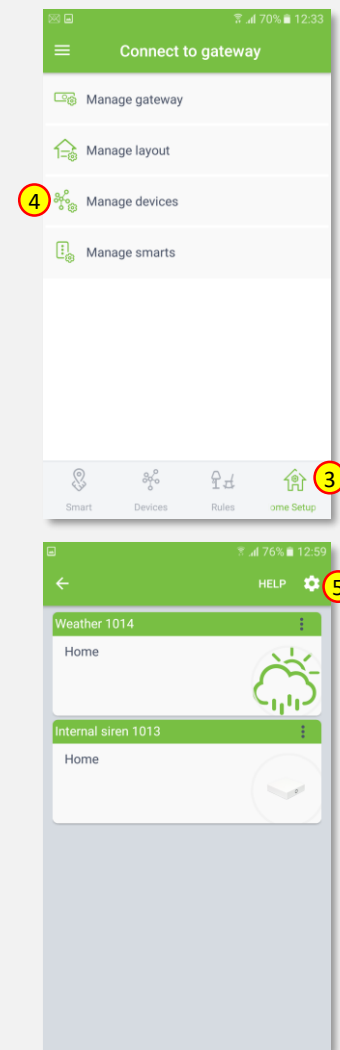 70% 12:33
Connect to gateway
Manage gateway
Manage layout
4 Manage devices
Manage smarts
3
Smart Devices Rules ome Setup
76% 12:59
HELP 5
Weather 1014
Home
Internal siren 1013
Home